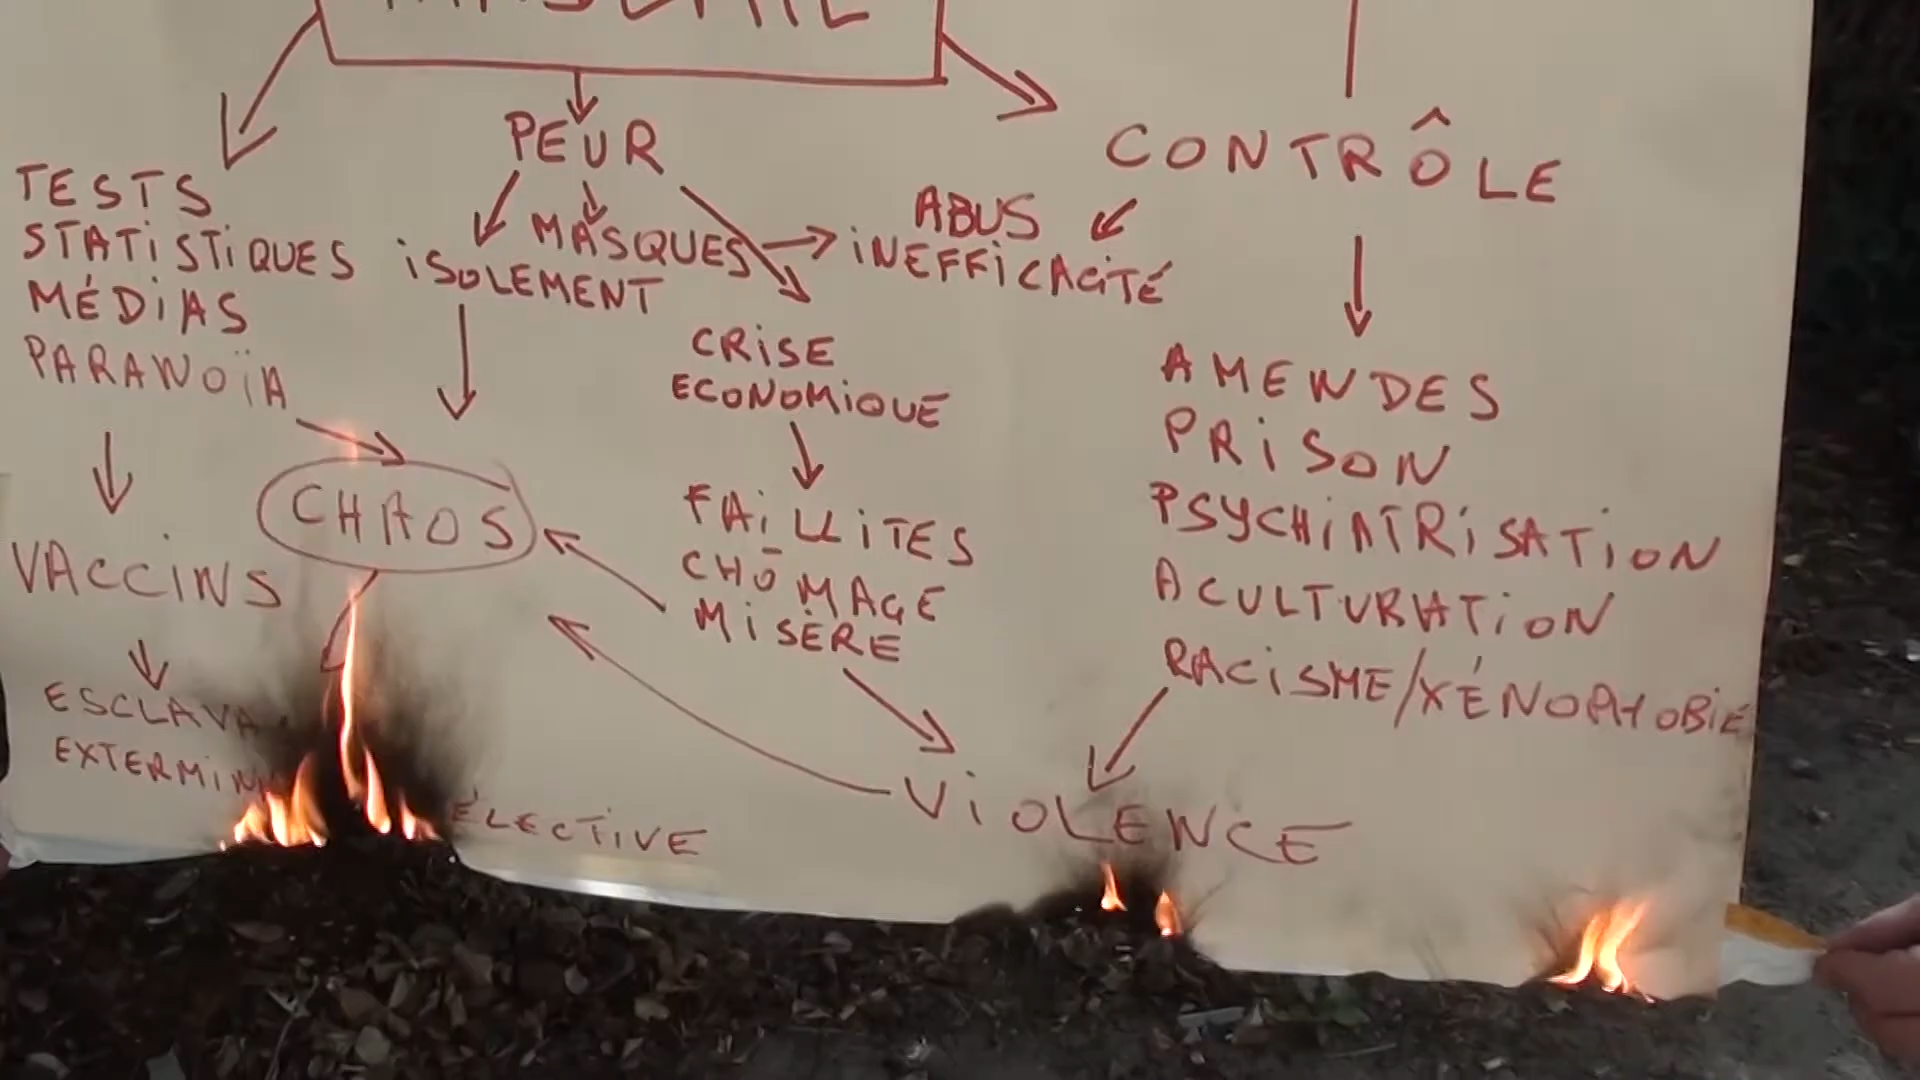 PEUR
CONTRÔLE
TESTS
STATISTIQUES
MÉDIAS
PARANOÏA
ISOLEMENT
MASQUES
ABUS
INEFFICACITÉ
CRISE
ECONOMIQUE
CHAOS
FAILLITES
CHÔMAGE
MISÈRE
AMENDES
PRISON
PSYCHIATRISATION
ACULTURATION
RACISME/XÉNOPHOBIE
VACCINS
VIOLENCE